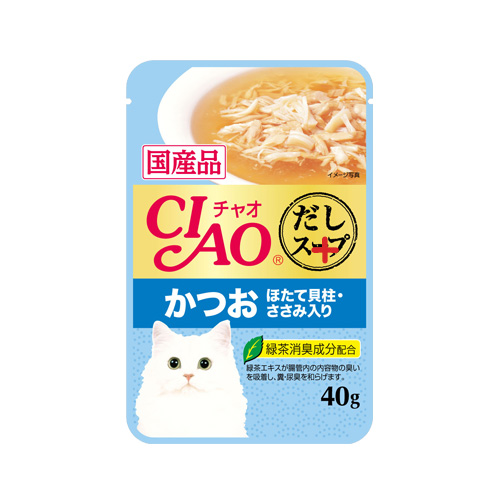 イメージ写真
国産品
CIAO チャオ ®
だし
スープ
かつお ほたて貝柱・
ささみ入り
緑茶消臭成分配合
緑茶エキスが腸管内の内容物の臭い
を吸着し、糞・尿臭を和らげます。
40g